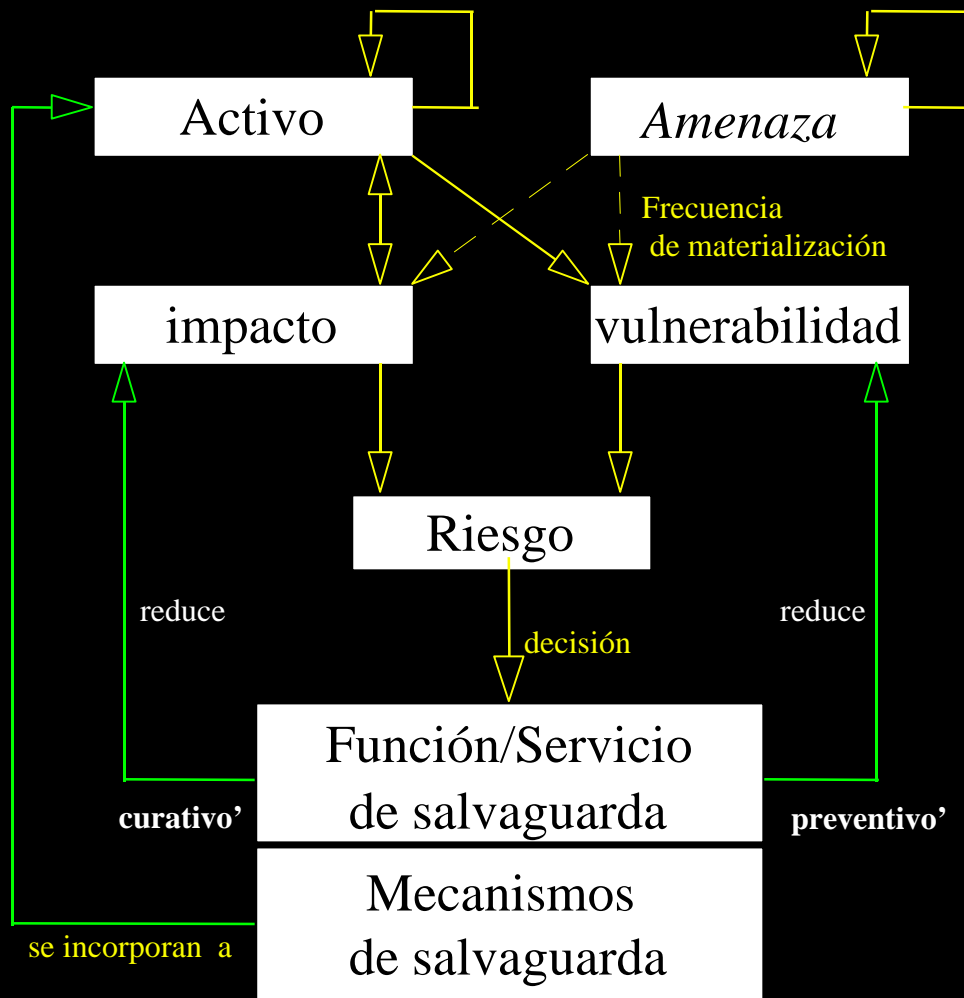 Activo
Amenaza
Frecuencia
de materialización
impacto
vulnerabilidad
Riesgo
reduce
reduce
decisión
Función/Servicio
de salvaguarda
curativo’
preventivo’
Mecanismos
de salvaguarda
se incorporan a